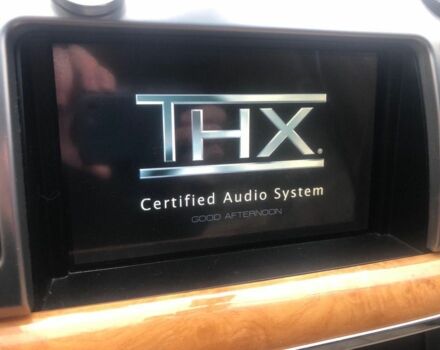 THX®
Certified Audio System
GOOD AFTERNOON